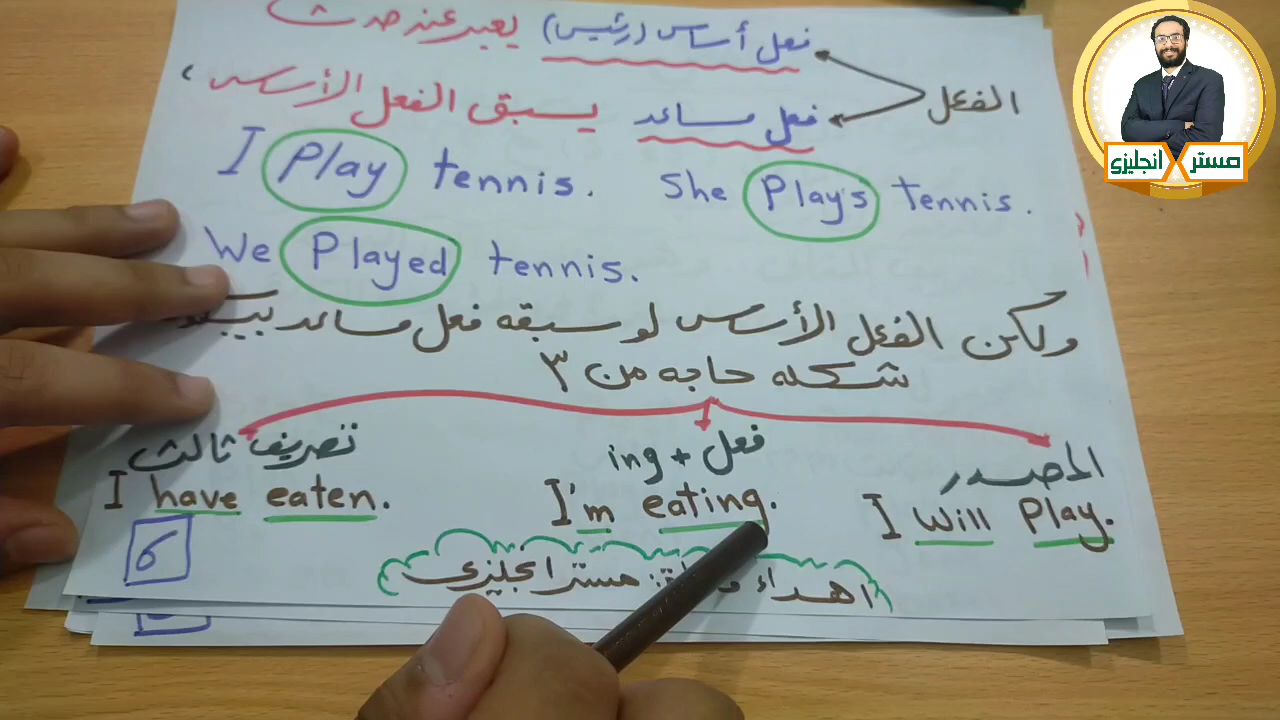 فعل أساسي (رئيسي) يعبر عن حدث
الفعل
فعل مساعد يسبق الفعل الأساسي
I Play tennis. She Plays tennis.
We Played tennis.
ولكن الفعل الأساسي لو سبقه فعل مساعد
شكله حاجه من ٣
المصدر
فعل + ing
تصريف ثالث
I will Play.
I'm eating.
I have eaten.
اهداء مستر انجليزي
6
مستر X انجليزي